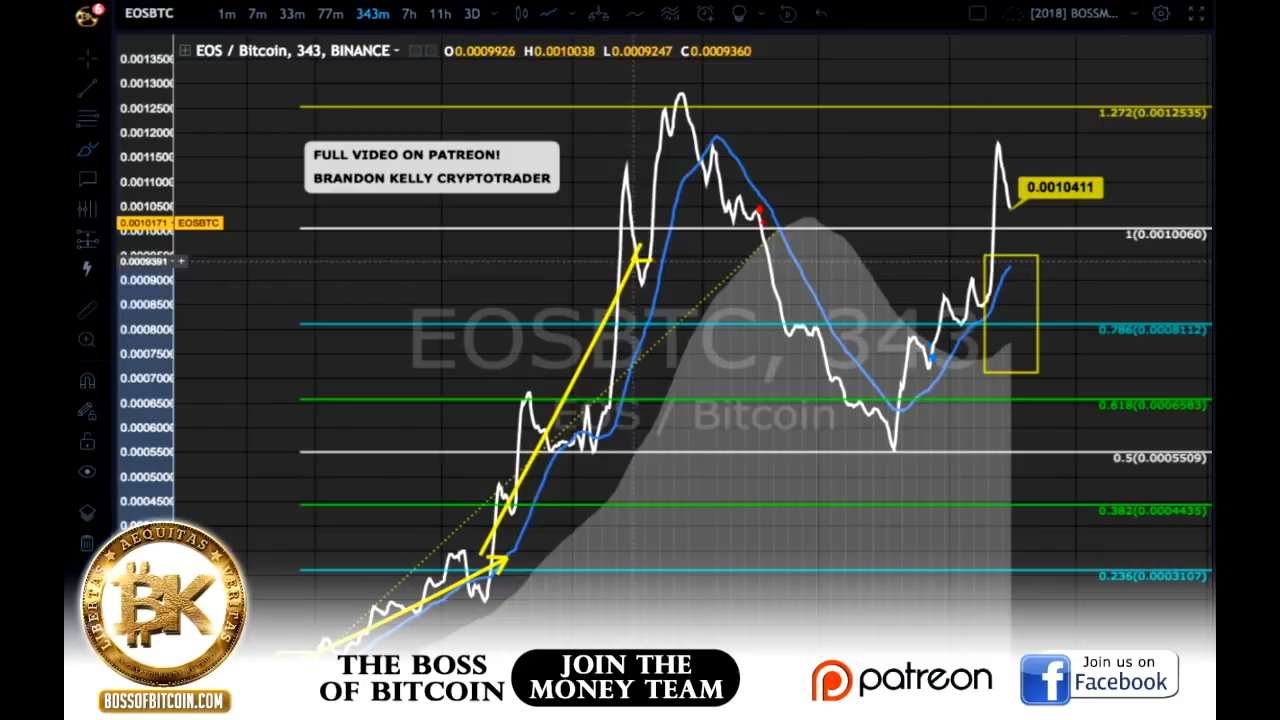 6
EOSBTC 1m 7m 33m 77m 343m 7h 11h 3D [2018] BOSSM...
EOS / Bitcoin, 343, BINANCE O0.0009926 H0.0010038 L0.0009247 C0.0009360
0.0013500
0.0013000
0.0012500
0.0012000
0.0011500
0.0011000
0.0010500
0.0010171 EOSBTC
0.0010000
0.0009391
0.0009000
0.0008500
0.0008000
0.0007500
0.0007000
0.0006500
0.0006000
0.0005500
0.0005000
0.0004500
FULL VIDEO ON PATREON!
BRANDON KELLY CRYPTOTRADER
1.272(0.0012535)
0.0010411
1(0.0010060)
0.786(0.0008112)
0.618(0.0006583)
0.5(0.0005509)
0.382(0.0004435)
0.236(0.0003107)
EOSBTC, 343
EOS / Bitcoin
LIBERTAS AEQUITAS VERITAS
BK
BOSSOFBITCOIN.COM
THE BOSS
OF BITCOIN
JOIN THE
MONEY TEAM
patreon
Join us on
Facebook